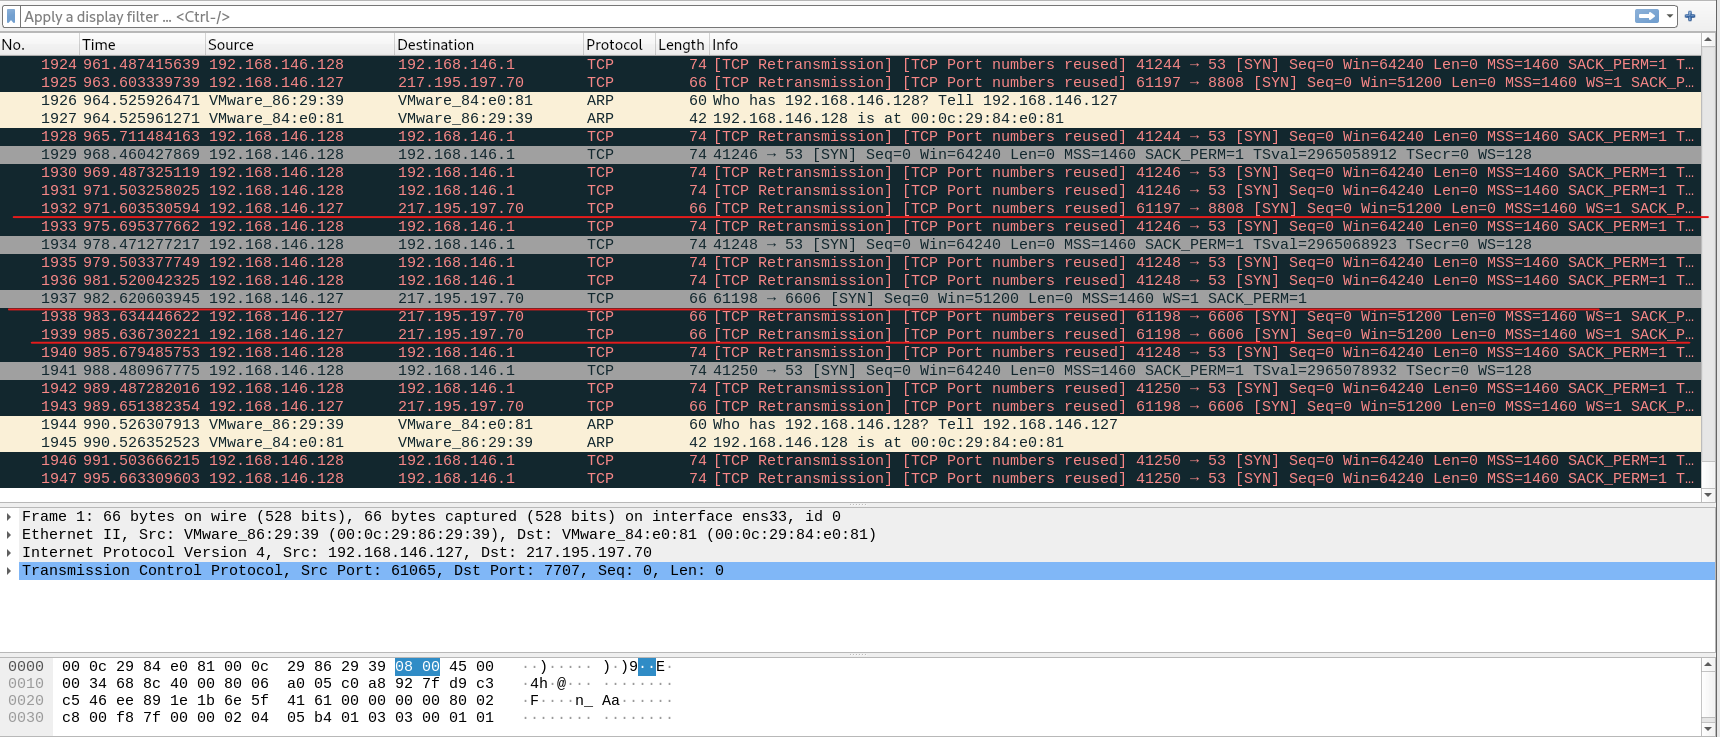 Apply a display filter ... <Ctrl-/>
No. Time Source Destination Protocol Length Info
1924 961.487415639 192.168.146.128 192.168.146.1 TCP 74 [TCP Retransmission] [TCP Port numbers reused] 41244 → 53 [SYN] Seq=0 Win=64240 Len=0 MSS=1460 SACK_PERM=1 T…
1925 963.603339739 192.168.146.127 217.195.197.70 TCP 66 [TCP Retransmission] [TCP Port numbers reused] 61197 → 8808 [SYN] Seq=0 Win=51200 Len=0 MSS=1460 WS=1 SACK_P…
1926 964.525926471 VMware_86:29:39 VMware_84:e0:81 ARP 60 Who has 192.168.146.128? Tell 192.168.146.127
1927 964.525961271 VMware_84:e0:81 VMware_86:29:39 ARP 42 192.168.146.128 is at 00:0c:29:84:e0:81
1928 965.711484163 192.168.146.128 192.168.146.1 TCP 74 [TCP Retransmission] [TCP Port numbers reused] 41244 → 53 [SYN] Seq=0 Win=64240 Len=0 MSS=1460 SACK_PERM=1 T…
1929 968.460427869 192.168.146.128 192.168.146.1 TCP 74 41246 → 53 [SYN] Seq=0 Win=64240 Len=0 MSS=1460 SACK_PERM=1 TSval=2965058912 TSecr=0 WS=128
1930 969.487325119 192.168.146.128 192.168.146.1 TCP 74 [TCP Retransmission] [TCP Port numbers reused] 41246 → 53 [SYN] Seq=0 Win=64240 Len=0 MSS=1460 SACK_PERM=1 T…
1931 971.503258025 192.168.146.128 192.168.146.1 TCP 74 [TCP Retransmission] [TCP Port numbers reused] 41246 → 53 [SYN] Seq=0 Win=64240 Len=0 MSS=1460 SACK_PERM=1 T…
1932 971.603530594 192.168.146.127 217.195.197.70 TCP 66 [TCP Retransmission] [TCP Port numbers reused] 61197 → 8808 [SYN] Seq=0 Win=51200 Len=0 MSS=1460 WS=1 SACK_P…
1933 975.695377662 192.168.146.128 192.168.146.1 TCP 74 [TCP Retransmission] [TCP Port numbers reused] 41246 → 53 [SYN] Seq=0 Win=64240 Len=0 MSS=1460 SACK_PERM=1 T…
1934 978.471277217 192.168.146.128 192.168.146.1 TCP 74 41248 → 53 [SYN] Seq=0 Win=64240 Len=0 MSS=1460 SACK_PERM=1 TSval=2965068923 TSecr=0 WS=128
1935 979.503377749 192.168.146.128 192.168.146.1 TCP 74 [TCP Retransmission] [TCP Port numbers reused] 41248 → 53 [SYN] Seq=0 Win=64240 Len=0 MSS=1460 SACK_PERM=1 T…
1936 981.520042325 192.168.146.128 192.168.146.1 TCP 74 [TCP Retransmission] [TCP Port numbers reused] 41248 → 53 [SYN] Seq=0 Win=64240 Len=0 MSS=1460 SACK_PERM=1 T…
1937 982.620603945 192.168.146.127 217.195.197.70 TCP 66 61198 → 6606 [SYN] Seq=0 Win=51200 Len=0 MSS=1460 WS=1 SACK_PERM=1
1938 983.634446622 192.168.146.127 217.195.197.70 TCP 66 [TCP Retransmission] [TCP Port numbers reused] 61198 → 6606 [SYN] Seq=0 Win=51200 Len=0 MSS=1460 WS=1 SACK_P…
1939 985.636730221 192.168.146.127 217.195.197.70 TCP 66 [TCP Retransmission] [TCP Port numbers reused] 61198 → 6606 [SYN] Seq=0 Win=51200 Len=0 MSS=1460 WS=1 SACK_P…
1940 985.679485753 192.168.146.128 192.168.146.1 TCP 74 [TCP Retransmission] [TCP Port numbers reused] 41248 → 53 [SYN] Seq=0 Win=64240 Len=0 MSS=1460 SACK_PERM=1 T…
1941 988.480967775 192.168.146.128 192.168.146.1 TCP 74 41250 → 53 [SYN] Seq=0 Win=64240 Len=0 MSS=1460 SACK_PERM=1 TSval=2965078932 TSecr=0 WS=128
1942 989.487282016 192.168.146.128 192.168.146.1 TCP 74 [TCP Retransmission] [TCP Port numbers reused] 41250 → 53 [SYN] Seq=0 Win=64240 Len=0 MSS=1460 SACK_PERM=1 T…
1943 989.651382354 192.168.146.127 217.195.197.70 TCP 66 [TCP Retransmission] [TCP Port numbers reused] 61198 → 6606 [SYN] Seq=0 Win=51200 Len=0 MSS=1460 WS=1 SACK_P…
1944 990.526307913 VMware_86:29:39 VMware_84:e0:81 ARP 60 Who has 192.168.146.128? Tell 192.168.146.127
1945 990.526352523 VMware_84:e0:81 VMware_86:29:39 ARP 42 192.168.146.128 is at 00:0c:29:84:e0:81
1946 991.503666215 192.168.146.128 192.168.146.1 TCP 74 [TCP Retransmission] [TCP Port numbers reused] 41250 → 53 [SYN] Seq=0 Win=64240 Len=0 MSS=1460 SACK_PERM=1 T…
1947 995.663309603 192.168.146.128 192.168.146.1 TCP 74 [TCP Retransmission] [TCP Port numbers reused] 41250 → 53 [SYN] Seq=0 Win=64240 Len=0 MSS=1460 SACK_PERM=1 T…
Frame 1: 66 bytes on wire (528 bits), 66 bytes captured (528 bits) on interface ens33, id 0
Ethernet II, Src: VMware_86:29:39 (00:0c:29:86:29:39), Dst: VMware_84:e0:81 (00:0c:29:84:e0:81)
Internet Protocol Version 4, Src: 192.168.146.127, Dst: 217.195.197.70
Transmission Control Protocol, Src Port: 61065, Dst Port: 7707, Seq: 0, Len: 0
0000 00 0c 29 84 e0 81 00 0c 29 86 29 39 08 00 45 00 ··)····· )·)9··E·
0010 00 34 68 8c 40 00 80 06 a0 05 c0 a8 92 7f d9 c3 ·4h·@··· ········
0020 c5 46 ee 89 1e 1b 6e 5f 41 61 00 00 00 00 80 02 ·F····n_ Aa······
0030 c8 00 f8 7f 00 00 02 04 05 b4 01 03 03 00 01 01 ········ ········